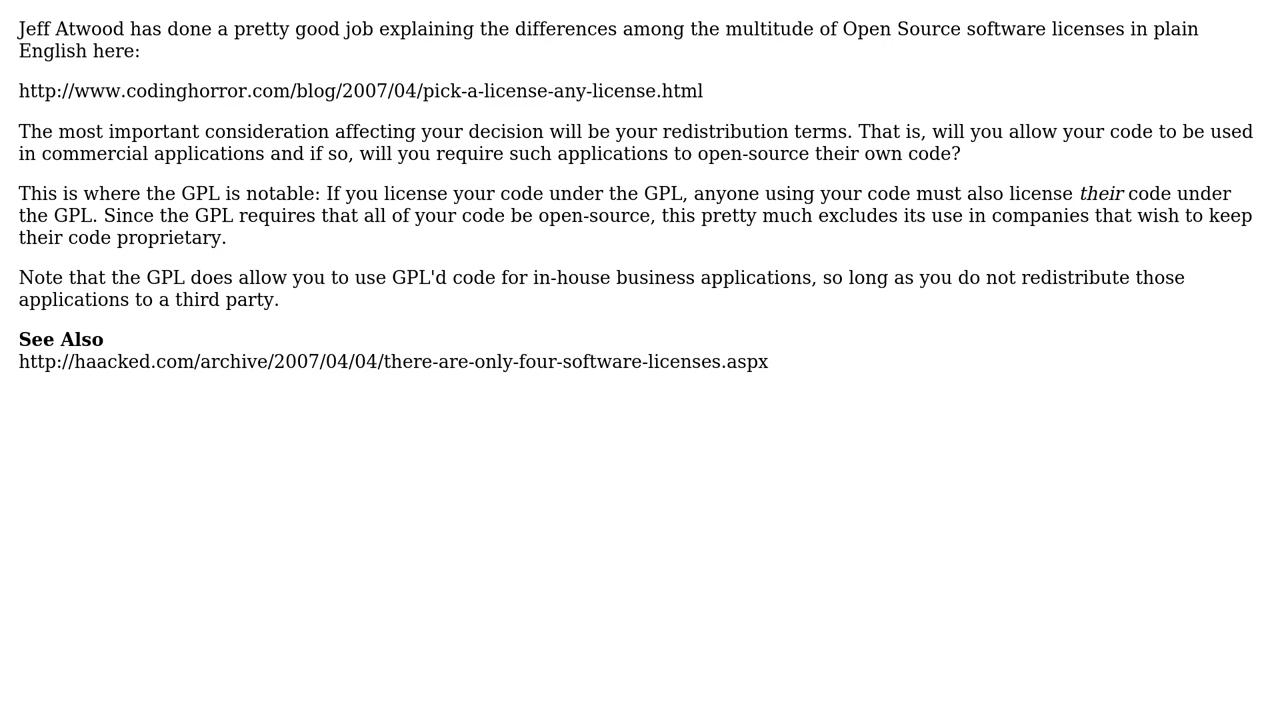 Jeff Atwood has done a pretty good job explaining the differences among the multitude of Open Source software licenses in plain
English here:
http://www.codinghorror.com/blog/2007/04/pick-a-license-any-license.html
The most important consideration affecting your decision will be your redistribution terms. That is, will you allow your code to be used
in commercial applications and if so, will you require such applications to open-source their own code?
This is where the GPL is notable: If you license your code under the GPL, anyone using your code must also license their code under
the GPL. Since the GPL requires that all of your code be open-source, this pretty much excludes its use in companies that wish to keep
their code proprietary.
Note that the GPL does allow you to use GPL'd code for in-house business applications, so long as you do not redistribute those
applications to a third party.
See Also
http://haacked.com/archive/2007/04/04/there-are-only-four-software-licenses.aspx